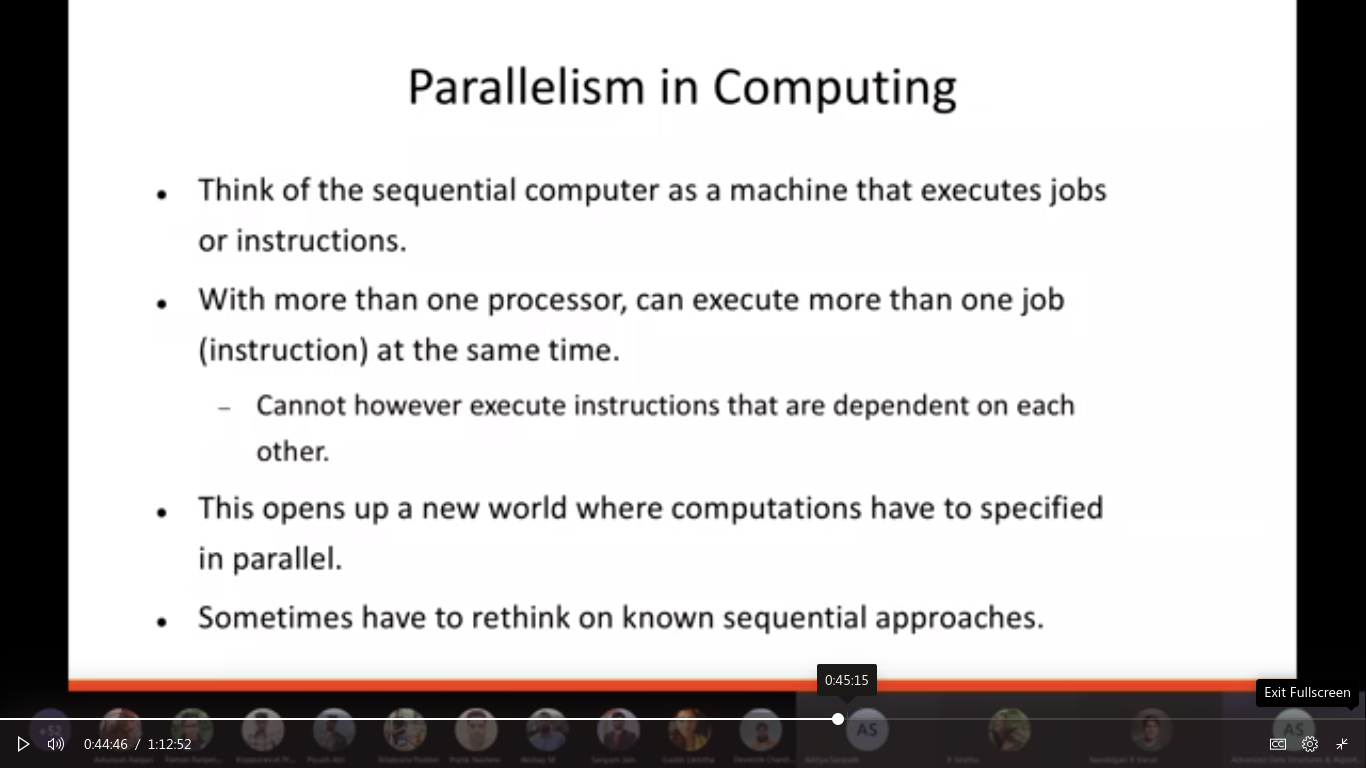 Parallelism in Computing
• Think of the sequential computer as a machine that executes jobs
or instructions.
• With more than one processor, can execute more than one job
(instruction) at the same time.
– Cannot however execute instructions that are dependent on each
other.
• This opens up a new world where computations have to specified
in parallel.
• Sometimes have to rethink on known sequential approaches.
0:45:15
Exit Fullscreen
AS
AS
0:44:46 / 1:12:52
CC